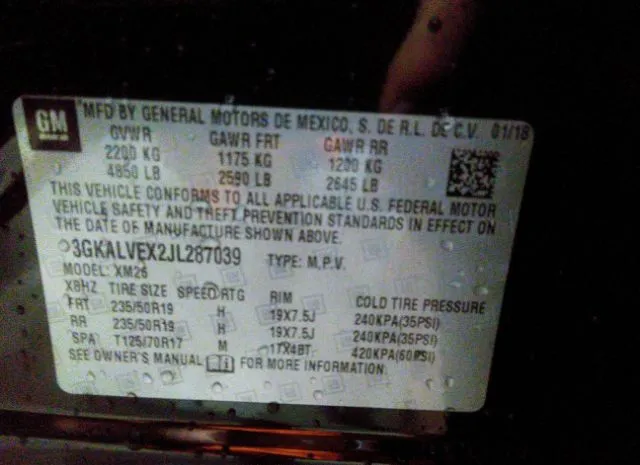 GM
MFD BY GENERAL MOTORS DE MEXICO, S. DE R.L. DE C.V. 01/18
GVWR GAWR FRT GAWR RR
2200 KG 1175 KG 1200 KG
4850 LB 2590 LB 2645 LB
THIS VEHICLE CONFORMS TO ALL APPLICABLE U.S. FEDERAL MOTOR
VEHICLE SAFETY AND THEFT PREVENTION STANDARDS IN EFFECT ON
THE DATE OF MANUFACTURE SHOWN ABOVE.
3GKALVEX2JL287039 TYPE: M.P.V.
MODEL: XM26
XBHZ TIRE SIZE SPEED RTG RIM COLD TIRE PRESSURE
FRT 235/50R19 H 19X7.5J 240KPA(35PSI)
RR 235/50R19 H 19X7.5J 240KPA(35PSI)
SPA T125/70R17 M 17X4BT 420KPA(60PSI)
SEE OWNER'S MANUAL FOR MORE INFORMATION